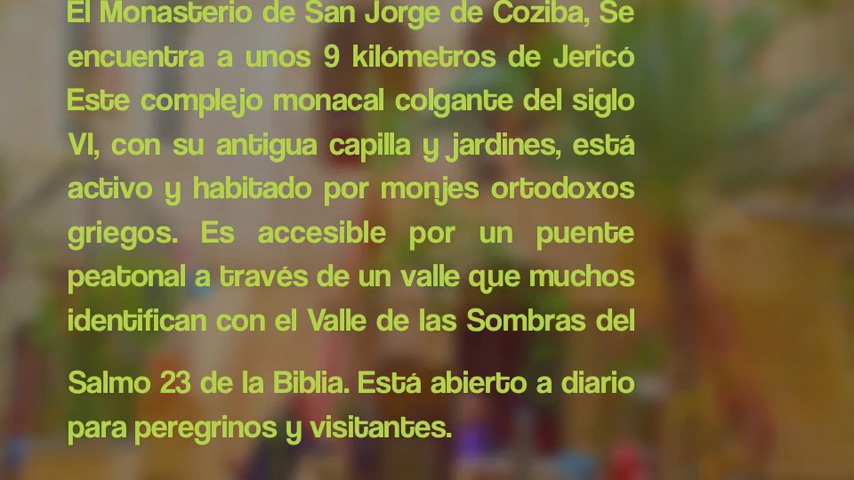 El Monasterio de San Jorge de Coziba, Se
encuentra a unos 9 kilómetros de Jericó
Este complejo monacal colgante del siglo
VI, con su antigua capilla y jardines, está
activo y habitado por monjes ortodoxos
griegos. Es accesible por un puente
peatonal a través de un valle que muchos
identifican con el Valle de las Sombras del
Salmo 23 de la Biblia. Está abierto a diario
para peregrinos y visitantes.